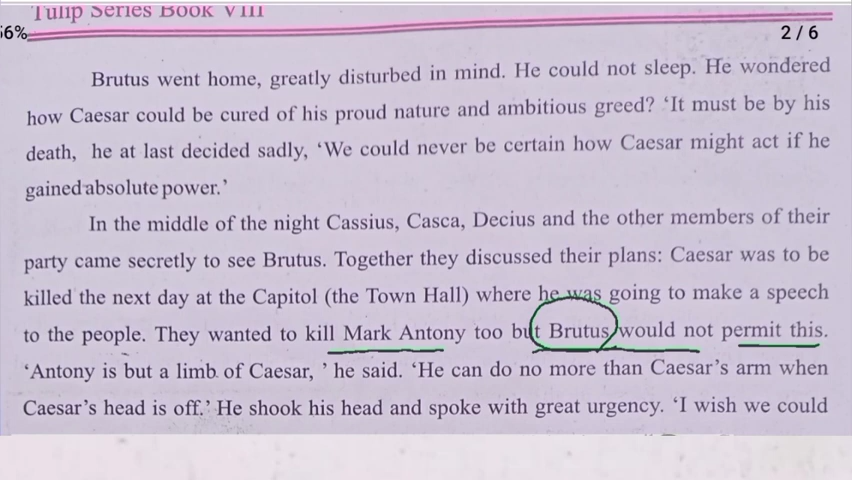 Tulip Series Book VIII
56%
2/6
Brutus went home, greatly disturbed in mind. He could not sleep. He wondered
how Caesar could be cured of his proud nature and ambitious greed? ‘It must be by his
death, he at last decided sadly, ‘We could never be certain how Caesar might act if he
gained absolute power.’
In the middle of the night Cassius, Casca, Decius and the other members of their
party came secretly to see Brutus. Together they discussed their plans: Caesar was to be
killed the next day at the Capitol (the Town Hall) where he was going to make a speech
to the people. They wanted to kill Mark Antony too but Brutus would not permit this.
‘Antony is but a limb of Caesar, ’ he said. ‘He can do no more than Caesar’s arm when
Caesar’s head is off.’ He shook his head and spoke with great urgency. ‘I wish we could